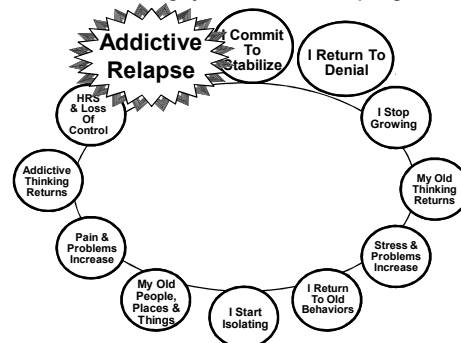 Addictive
Relapse
I Commit
To
Stabilize
I Return To
Denial
I Stop
Growing
My Old
Thinking
Returns
Stress &
Problems
Increase
I Return
To Old
Behaviors
I Start
Isolating
My Old
People,
Places &
Things
Pain &
Problems
Increase
Addictive
Thinking
Returns
HRS
& Loss
Of
Control